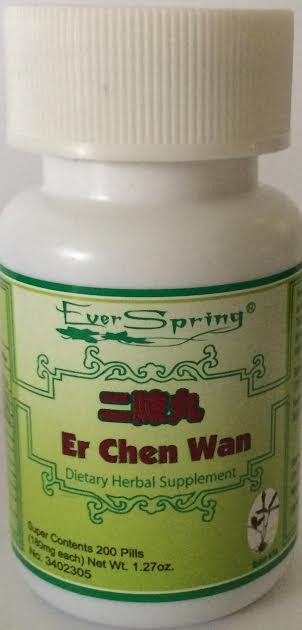 EverSpring®
二陳丸
Er Chen Wan
Dietary Herbal Supplement
Super Contents 200 Pills
(180mg each) Net Wt. 1.27oz.
No. 3402305